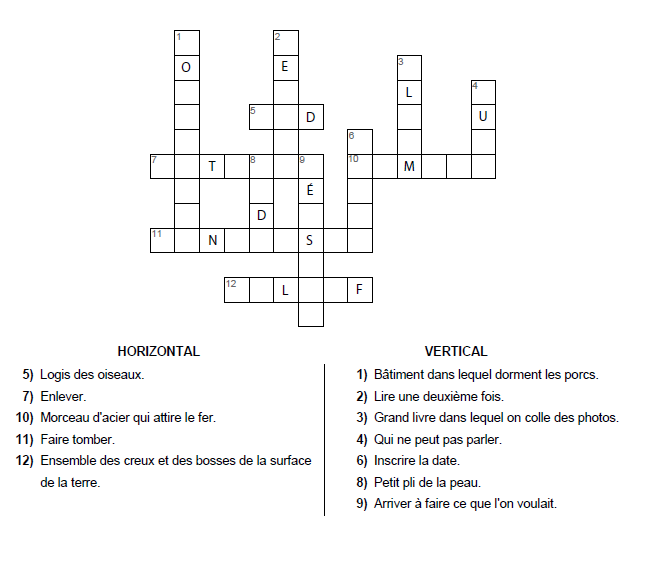 1 2
O E 3
L 4
5 D U
6
7 T 8 9 10 M
É
D
11 N S
12 L F
HORIZONTAL
5) Logis des oiseaux.
7) Enlever.
10) Morceau d'acier qui attire le fer.
11) Faire tomber.
12) Ensemble des creux et des bosses de la surface
de la terre.
VERTICAL
1) Bâtiment dans lequel dorment les porcs.
2) Lire une deuxième fois.
3) Grand livre dans lequel on colle des photos.
4) Qui ne peut pas parler.
6) Inscrire la date.
8) Petit pli de la peau.
9) Arriver à faire ce que l'on voulait.